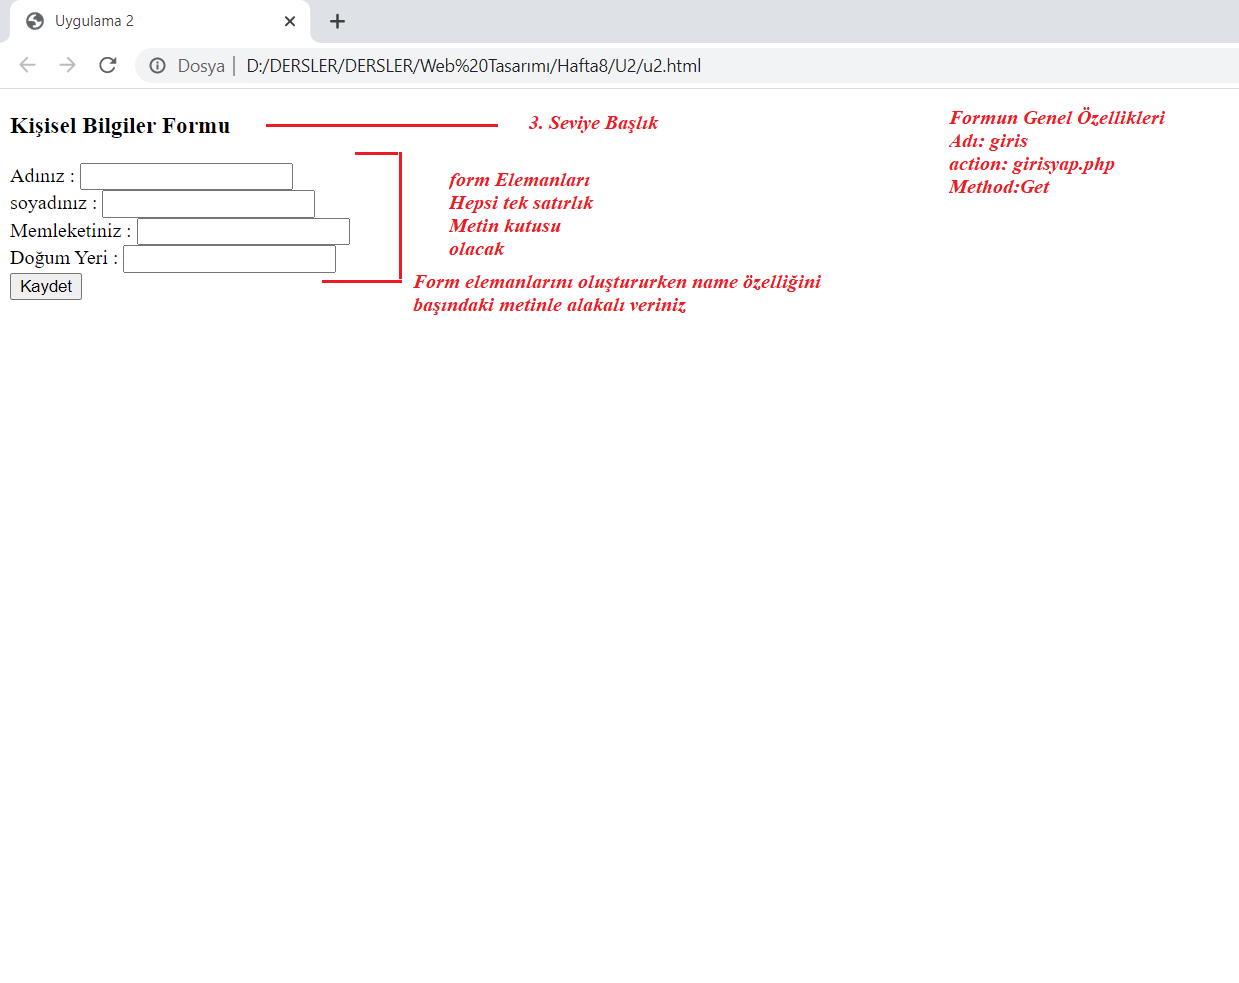 Uygulama 2
Dosya | D:/DERSLER/DERSLER/Web%20Tasarımı/Hafta8/U2/u2.html
Kişisel Bilgiler Formu
3. Seviye Başlık
Formun Genel Özellikleri
Adı: giris
action: girisyap.php
Method:Get
Adınız :
soyadınız :
Memleketiniz :
Doğum Yeri :
Kaydet
form Elemanları
Hepsi tek satırlık
Metin kutusu
olacak
Form elemanlarını oluştururken name özelliğini
başındaki metinle alakalı veriniz